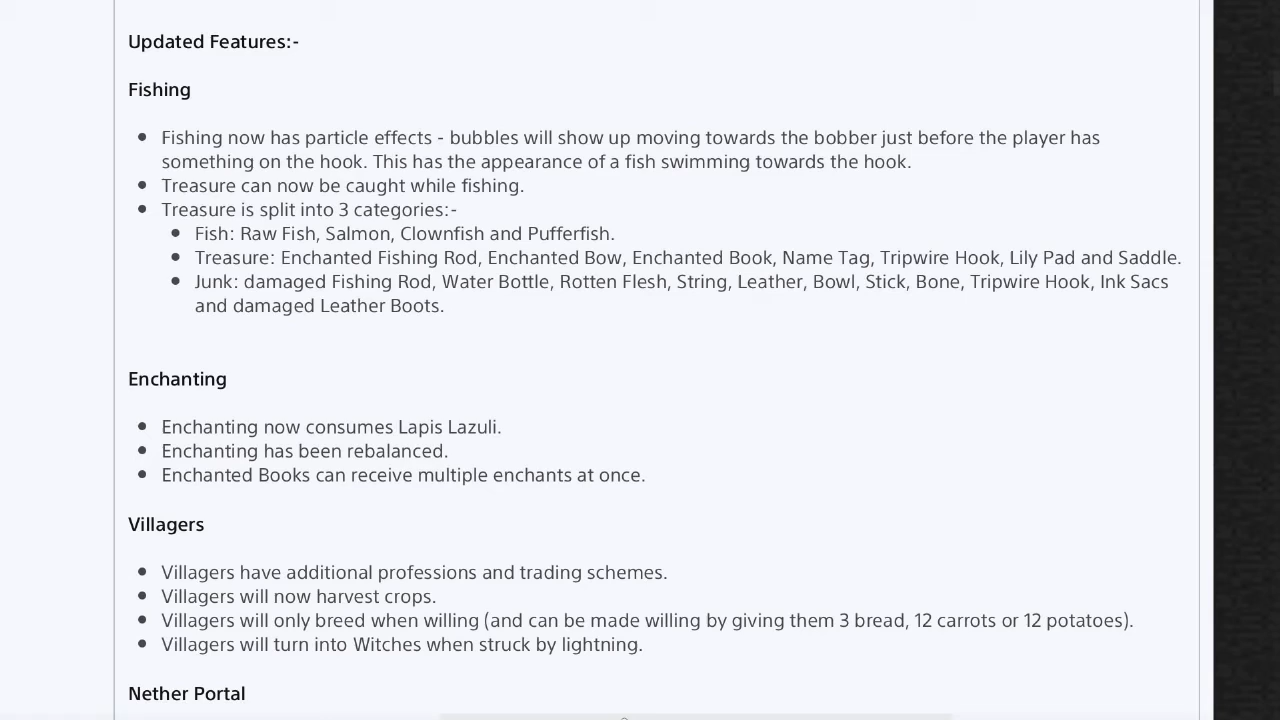 Updated Features:-
Fishing
Fishing now has particle effects - bubbles will show up moving towards the bobber just before the player has
something on the hook. This has the appearance of a fish swimming towards the hook.
Treasure can now be caught while fishing.
Treasure is split into 3 categories:-
Fish: Raw Fish, Salmon, Clownfish and Pufferfish.
Treasure: Enchanted Fishing Rod, Enchanted Bow, Enchanted Book, Name Tag, Tripwire Hook, Lily Pad and Saddle.
Junk: damaged Fishing Rod, Water Bottle, Rotten Flesh, String, Leather, Bowl, Stick, Bone, Tripwire Hook, Ink Sacs
and damaged Leather Boots.
Enchanting
Enchanting now consumes Lapis Lazuli.
Enchanting has been rebalanced.
Enchanted Books can receive multiple enchants at once.
Villagers
Villagers have additional professions and trading schemes.
Villagers will now harvest crops.
Villagers will only breed when willing (and can be made willing by giving them 3 bread, 12 carrots or 12 potatoes).
Villagers will turn into Witches when struck by lightning.
Nether Portal